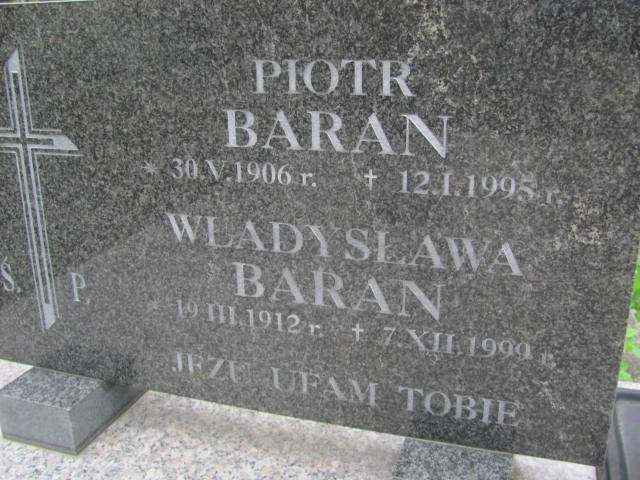 PIOTR
BARAN
* 30.V.1906 r. † 12.I.1995 r.
WŁADYSŁAWA
BARAN
* 19.III.1912 r. † 7.XII.1999 r.
Ś. P.
JEZU UFAM TOBIE